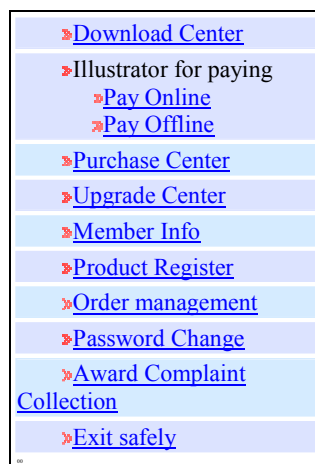 Download Center
Illustrator for paying
Pay Online
Pay Offline
Purchase Center
Upgrade Center
Member Info
Product Register
Order management
Password Change
Award Complaint
Collection
Exit safely